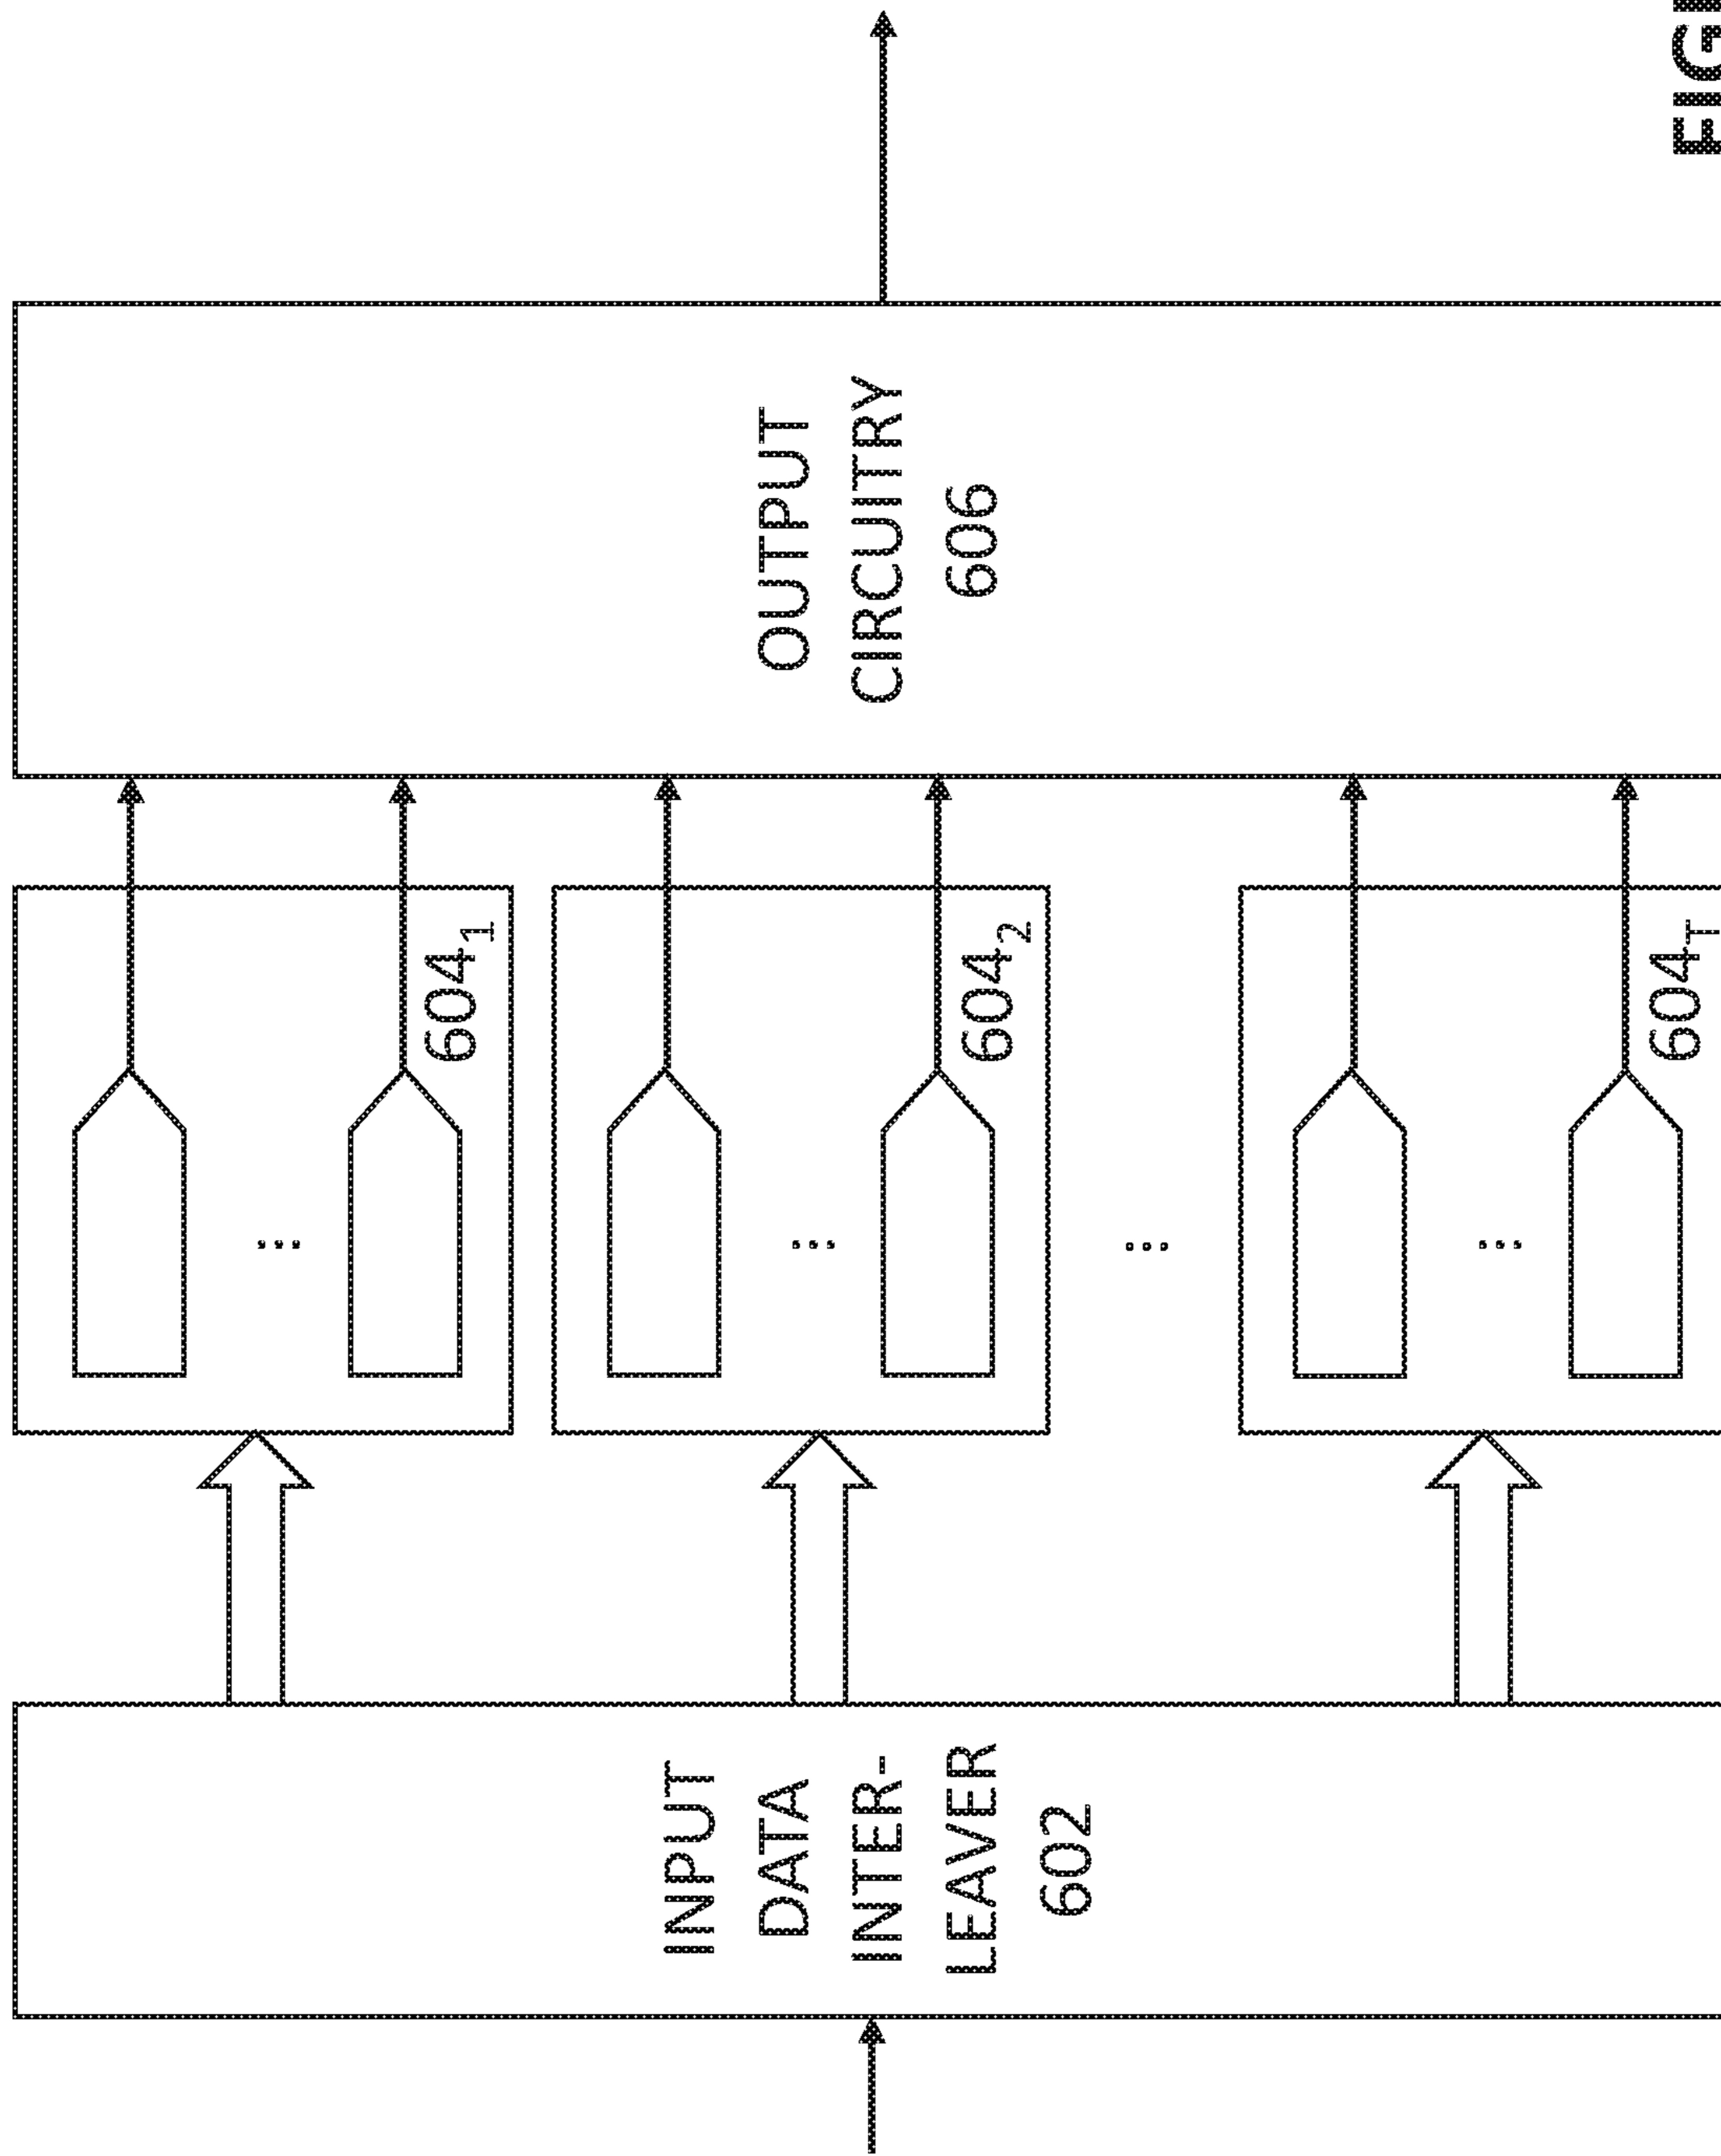 INPUT
DATA
INTER-
LEAVER
602
...
604₁
...
604₂
...
...
604T
OUTPUT
CIRCUITRY
606